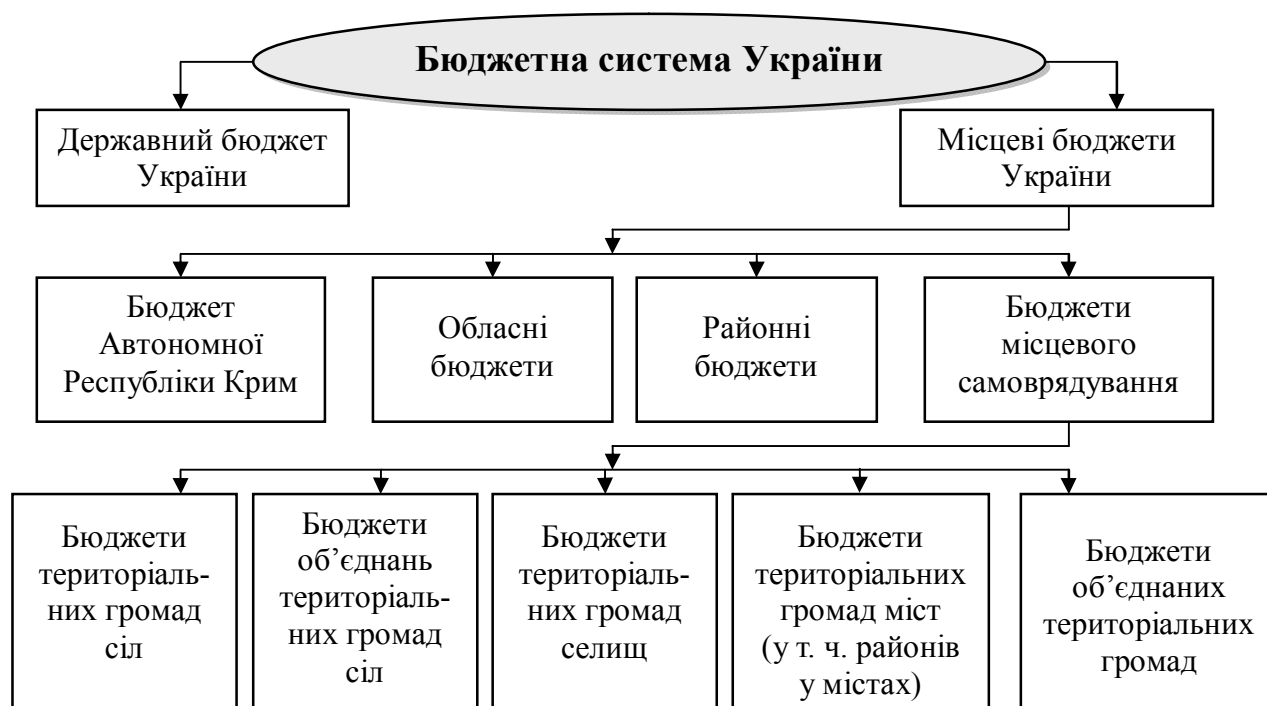 Бюджетна система України
Державний бюджет
України
Місцеві бюджети
України
Бюджет
Автономної
Республіки Крим
Обласні
бюджети
Районні
бюджети
Бюджети
місцевого
самоврядування
Бюджети
територіаль-
них громад
сіл
Бюджети
об’єднань
територіаль-
них громад
сіл
Бюджети
територіаль-
них громад
селищ
Бюджети
територіальних
громад міст
(у т. ч. районів
у містах)
Бюджети
об’єднаних
територіальних
громад